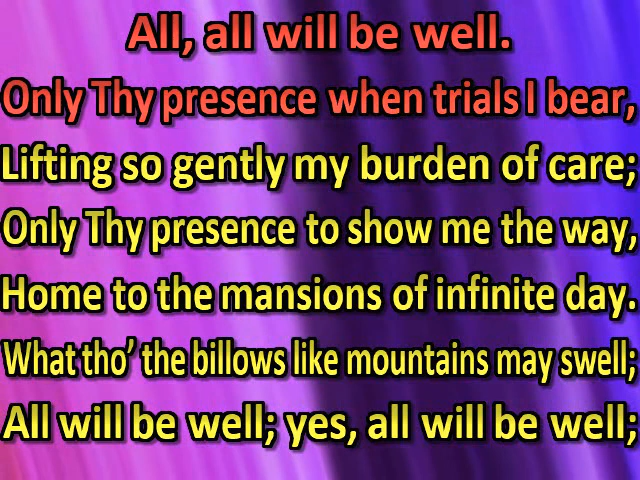 All, all will be well.
Only Thy presence when trials I bear,
Lifting so gently my burden of care;
Only Thy presence to show me the way,
Home to the mansions of infinite day.
What tho’ the billows like mountains may swell;
All will be well; yes, all will be well;